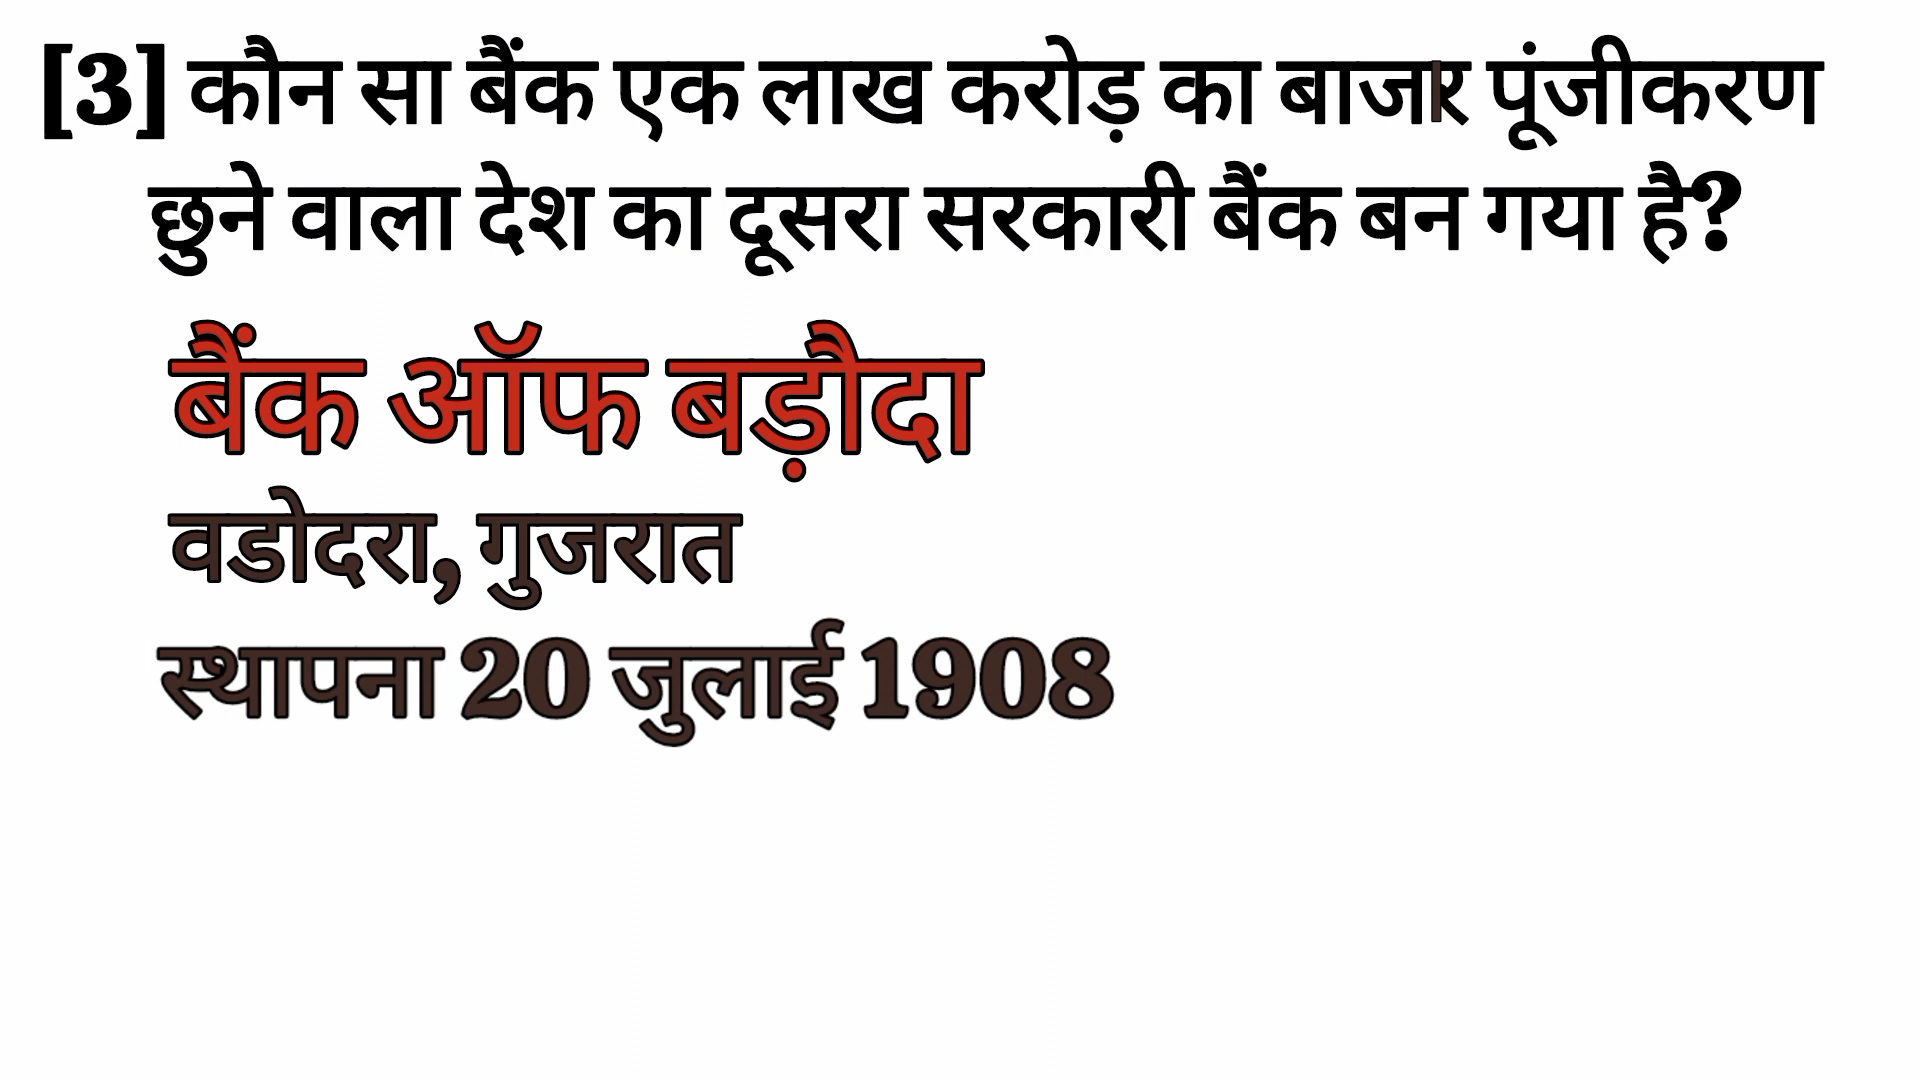 [3] कौन सा बैंक एक लाख करोड़ का बाजार पूंजीकरण
छुने वाला देश का दूसरा सरकारी बैंक बन गया है?
बैंक ऑफ बड़ौदा
वडोदरा, गुजरात
स्थापना 20 जुलाई 1908